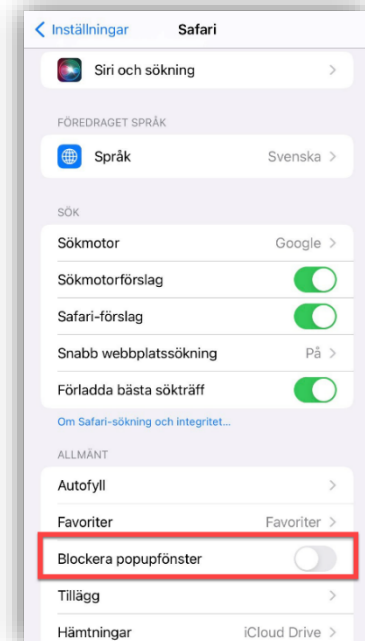 Inställningar Safari
Siri och sökning
FÖREDRAGET SPRÅK
Språk Svenska
SÖK
Sökmotor Google
Sökmotorförslag
Safari-förslag
Snabb webbplatssökning På
Förladda bästa sökträff
Om Safari-sökning och integritet...
ALLMÄNT
Autofyll
Favoriter Favoriter
Blockera popupfönster
Tillägg
Hämtningar iCloud Drive